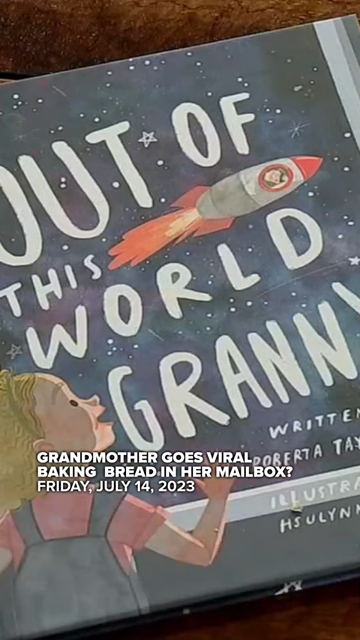 OUT OF
THIS
WORLD
GRANNY
WRITTE
ROBERTA TAY
ILLUSTRA
HSULYNN
GRANDMOTHER GOES VIRAL
BAKING BREAD IN HER MAILBOX?
FRIDAY, JULY 14, 2023